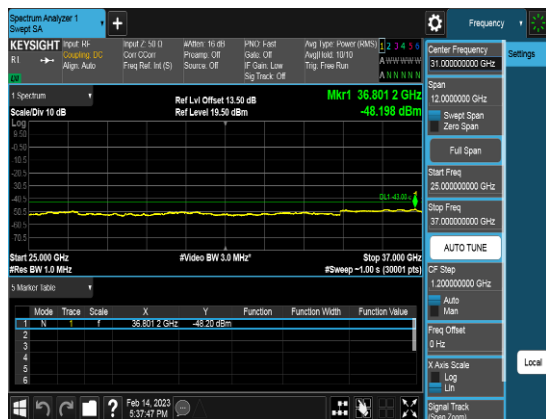 Spectrum Analyzer 1
Swept SA
+
Frequency
KEYSIGHT Input: RF Input Z: 50 Ω #Atten: 16 dB PNO: Fast Avg Type: Power (RMS) 1 2 3 4 5 6
RL Coupling: DC Corr CCorr Preamp: Off Gate: Off Avg|Hold: 10/10 A W W W W W
Align: Auto Freq Ref: Int (S) Source: Off IF Gain: Low Trig: Free Run
Sig Track: Off A N N N N N
1 Spectrum
Scale/Div 10 dB
Ref Lvl Offset 13.50 dB
Ref Level 19.50 dBm
Mkr1 36.801 2 GHz
-48.198 dBm
Log
9.50
-0.50
-10.5
-20.5
-30.5
-40.5
-50.5
-60.5
-70.5
Start 25.000 GHz #Video BW 3.0 MHz* Stop 37.000 GHz
#Res BW 1.0 MHz #Sweep ~1.00 s (30001 pts)
5 Marker Table
Mode Trace Scale X Y Function Function Width Function Value
1 N 1 f 36.801 2 GHz -48.20 dBm
2
3
4
5
6
Feb 14, 2023
5:37:47 PM
Center Frequency
31.000000000 GHz
Settings
Span
12.0000000 GHz
Swept Span
Zero Span
Full Span
Start Freq
25.000000000 GHz
Stop Freq
37.000000000 GHz
AUTO TUNE
CF Step
1.200000000 GHz
Auto
Man
Freq Offset
0 Hz
X Axis Scale
Log
Lin
Local
Signal Track
(Span Zoom)